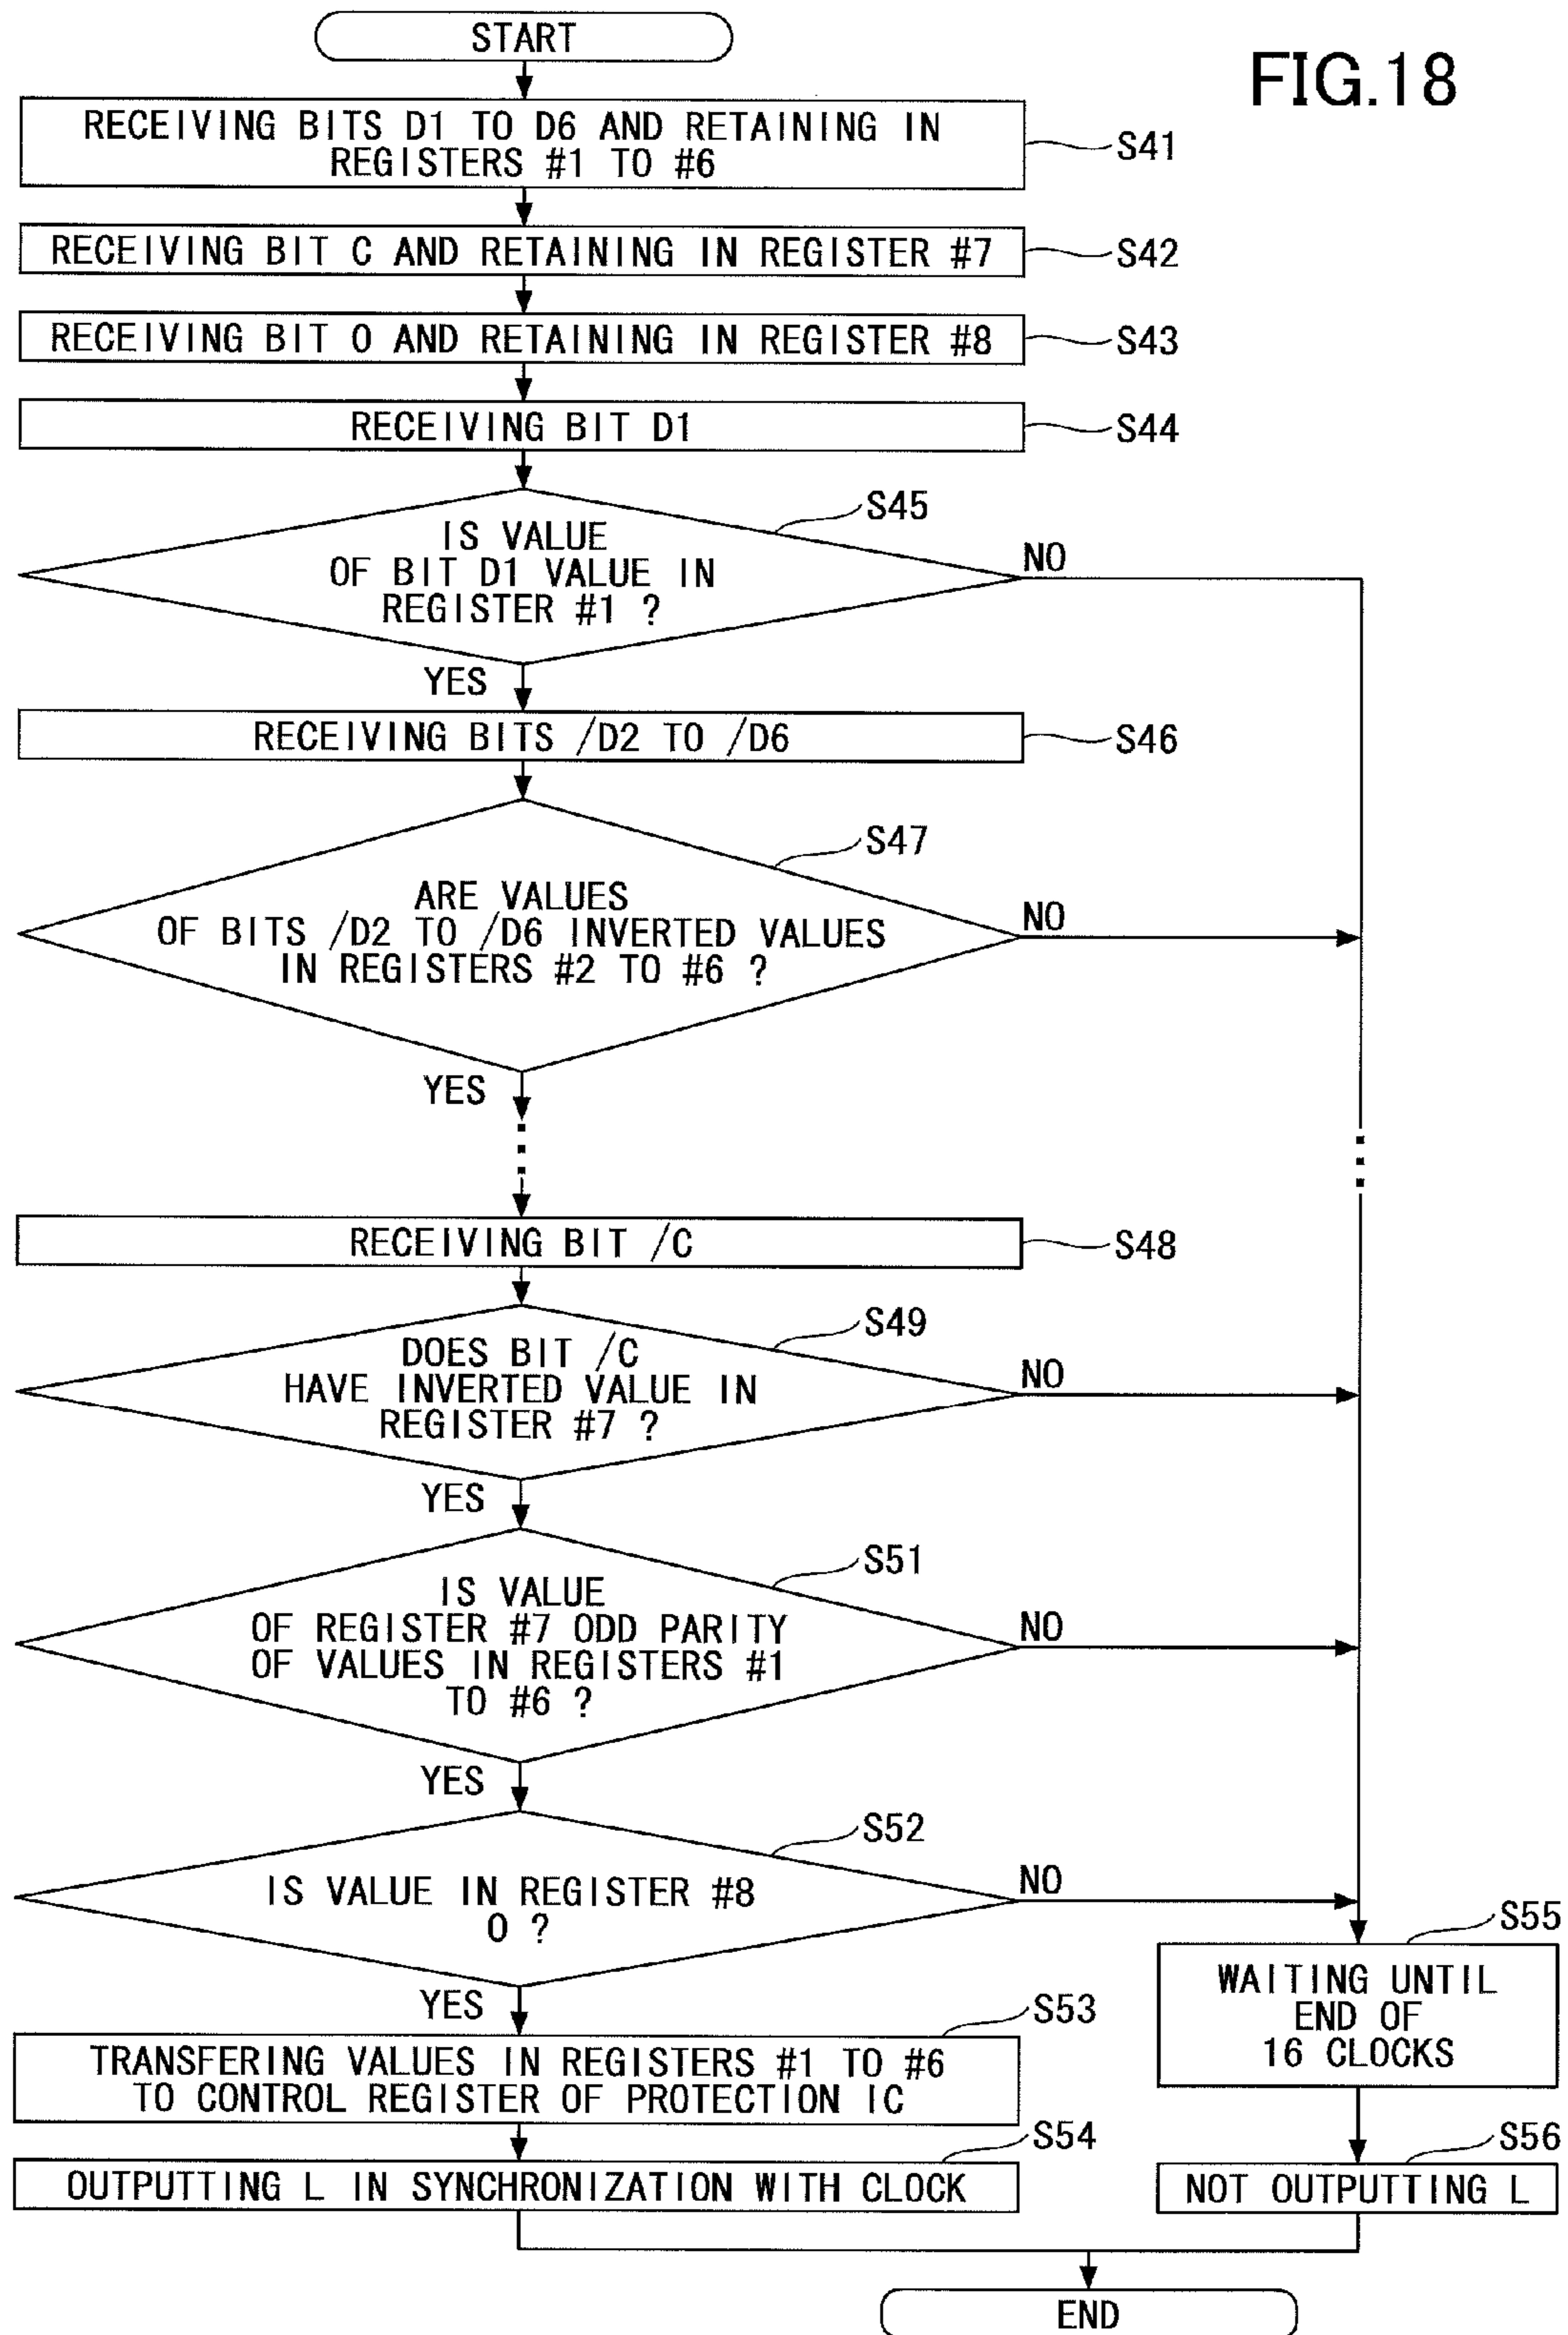 START
FIG.18
RECEIVING BITS D1 TO D6 AND RETAINING IN
REGISTERS #1 TO #6
S41
RECEIVING BIT C AND RETAINING IN REGISTER #7
S42
RECEIVING BIT 0 AND RETAINING IN REGISTER #8
S43
RECEIVING BIT D1
S44
S45
IS VALUE
OF BIT D1 VALUE IN
REGISTER #1 ?
NO
YES
RECEIVING BITS /D2 TO /D6
S46
S47
ARE VALUES
OF BITS /D2 TO /D6 INVERTED VALUES
IN REGISTERS #2 TO #6 ?
NO
YES
RECEIVING BIT /C
S48
S49
DOES BIT /C
HAVE INVERTED VALUE IN
REGISTER #7 ?
NO
YES
S51
IS VALUE
OF REGISTER #7 ODD PARITY
OF VALUES IN REGISTERS #1
TO #6 ?
NO
YES
S52
IS VALUE IN REGISTER #8
0 ?
NO
YES
S55
WAITING UNTIL
END OF
16 CLOCKS
S53
TRANSFERING VALUES IN REGISTERS #1 TO #6
TO CONTROL REGISTER OF PROTECTION IC
S54
OUTPUTTING L IN SYNCHRONIZATION WITH CLOCK
S56
NOT OUTPUTTING L
END